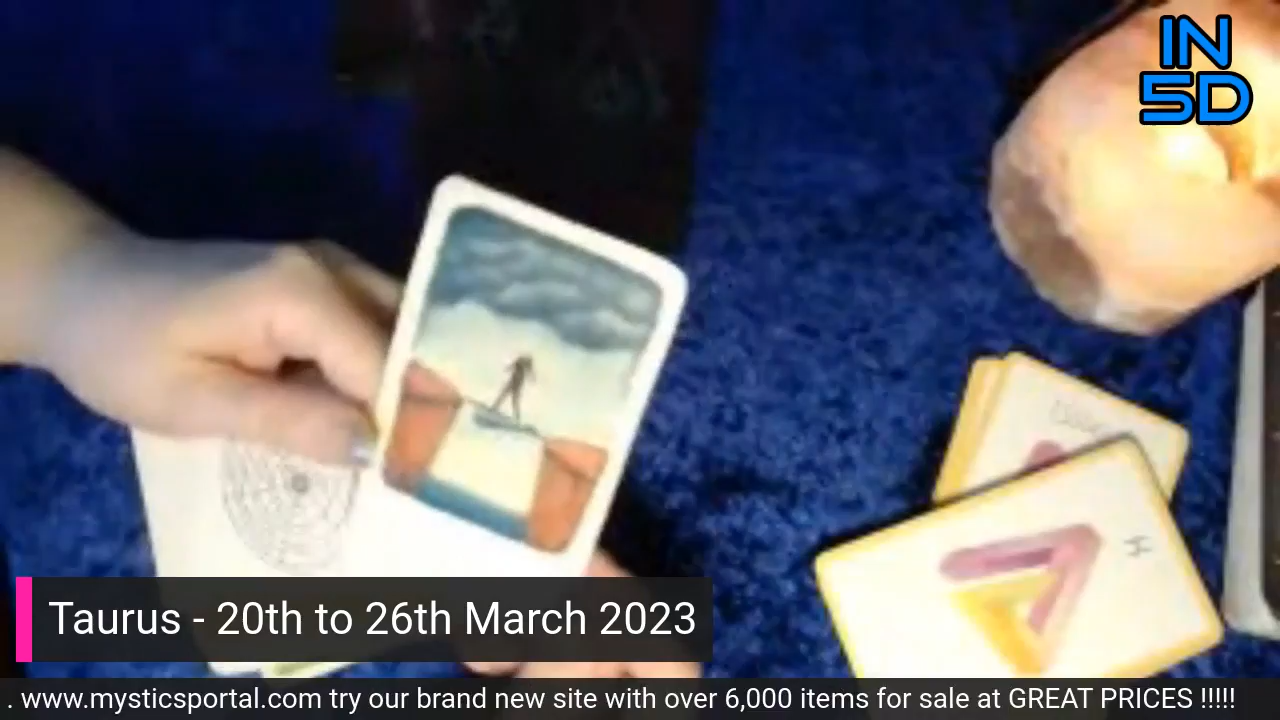 IN
5D
H
Taurus - 20th to 26th March 2023
. www.mysticsportal.com try our brand new site with over 6,000 items for sale at GREAT PRICES !!!!!